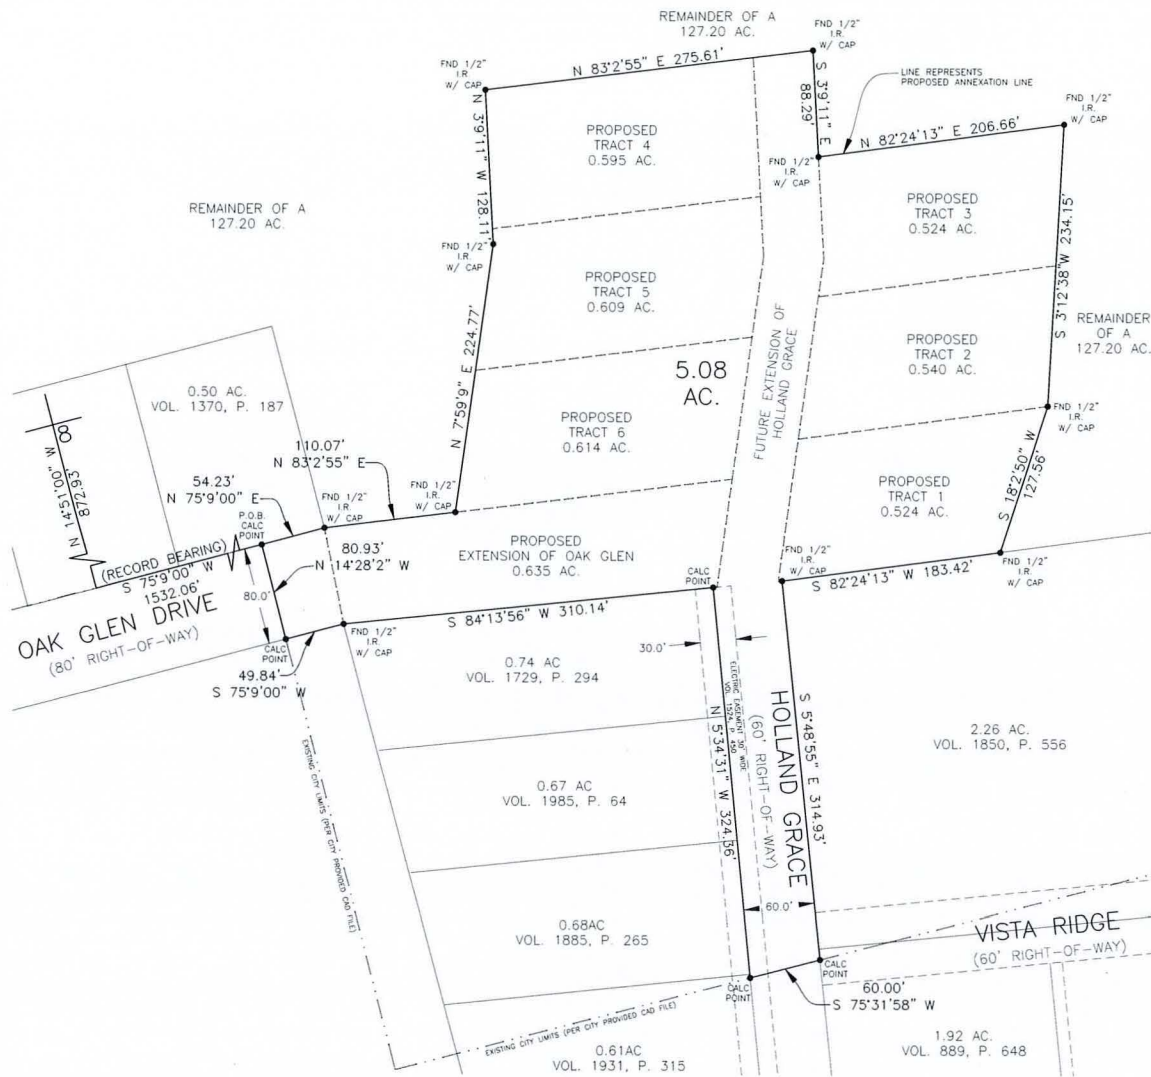 REMAINDER OF A
127.20 AC.
FND 1/2"
I.R.
W/ CAP
FND 1/2"
I.R.
W/ CAP
N 83°2'55" E 275.61'
S 3°9'11" E
88.29'
LINE REPRESENTS
PROPOSED ANNEXATION LINE
FND 1/2"
I.R.
W/ CAP
N 82°24'13" E 206.66'
FND 1/2"
I.R.
W/ CAP
N 3°9'11" W 128.11'
PROPOSED
TRACT 4
0.595 AC.
REMAINDER OF A
127.20 AC.
PROPOSED
TRACT 3
0.524 AC.
S 3°12'38" W 234.15'
FND 1/2"
I.R.
W/ CAP
PROPOSED
TRACT 5
0.609 AC.
N 7°59'9" E 224.77'
FUTURE EXTENSION OF
HOLLAND GRACE
REMAINDER
OF A
127.20 AC.
PROPOSED
TRACT 2
0.540 AC.
5.08
AC.
0.50 AC.
VOL. 1370, P. 187
N 14°51'00" W
872.93'
PROPOSED
TRACT 6
0.614 AC.
FND 1/2"
I.R.
W/ CAP
S 18°2'50" W
127.56'
110.07'
N 83°2'55" E
54.23'
N 75°9'00" E
PROPOSED
TRACT 1
0.524 AC.
P.O.B.
CALC
POINT
FND 1/2"
I.R.
W/ CAP
FND 1/2"
I.R.
W/ CAP
(RECORD BEARING)
S 75°9'00" W
1532.06'
80.93'
N 14°28'2" W
PROPOSED
EXTENSION OF OAK GLEN
0.635 AC.
80.0'
OAK GLEN DRIVE
(80' RIGHT-OF-WAY)
CALC
POINT
FND 1/2"
I.R.
W/ CAP
S 82°24'13" W 183.42'
FND 1/2"
I.R.
W/ CAP
S 84°13'56" W 310.14'
CALC
POINT
FND 1/2"
I.R.
W/ CAP
49.84'
S 75°9'00" W
30.0'
0.74 AC
VOL. 1729, P. 294
ELECTRIC EASEMENT 30' WIDE
VOL 1524, P. 450
N 5°34'31" W 324.36'
HOLLAND GRACE
(60' RIGHT-OF-WAY)
S 5°48'55" E 314.93'
2.26 AC.
VOL. 1850, P. 556
0.67 AC
VOL. 1985, P. 64
EXISTING CITY LIMITS (PER CITY PROVIDED CAD FILE)
0.68AC
VOL. 1885, P. 265
60.0'
VISTA RIDGE
(60' RIGHT-OF-WAY)
CALC
POINT
CALC
POINT
60.00'
S 75°31'58" W
EXISTING CITY LIMITS (PER CITY PROVIDED CAD FILE)
0.61AC
VOL. 1931, P. 315
1.92 AC.
VOL. 889, P. 648